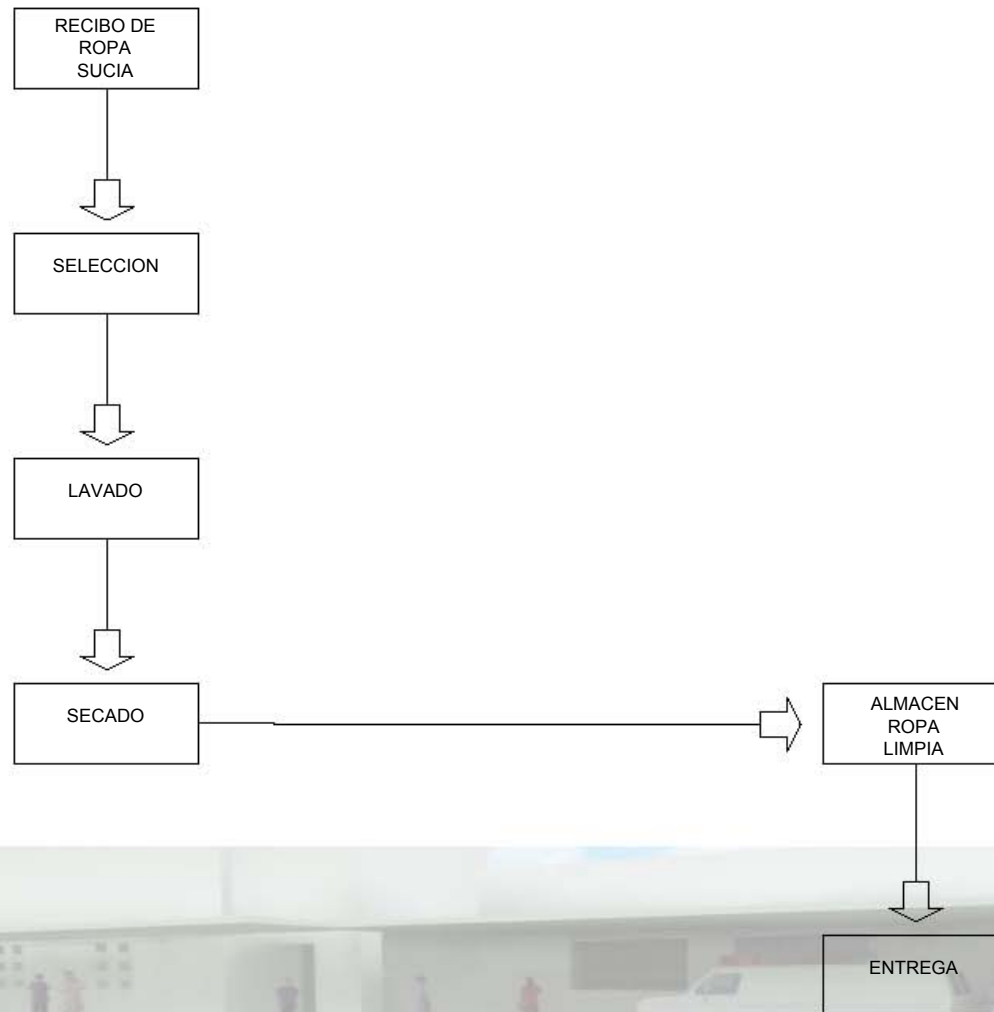 RECIBO DE
ROPA
SUCIA
SELECCION
LAVADO
SECADO
ALMACEN
ROPA
LIMPIA
ENTREGA